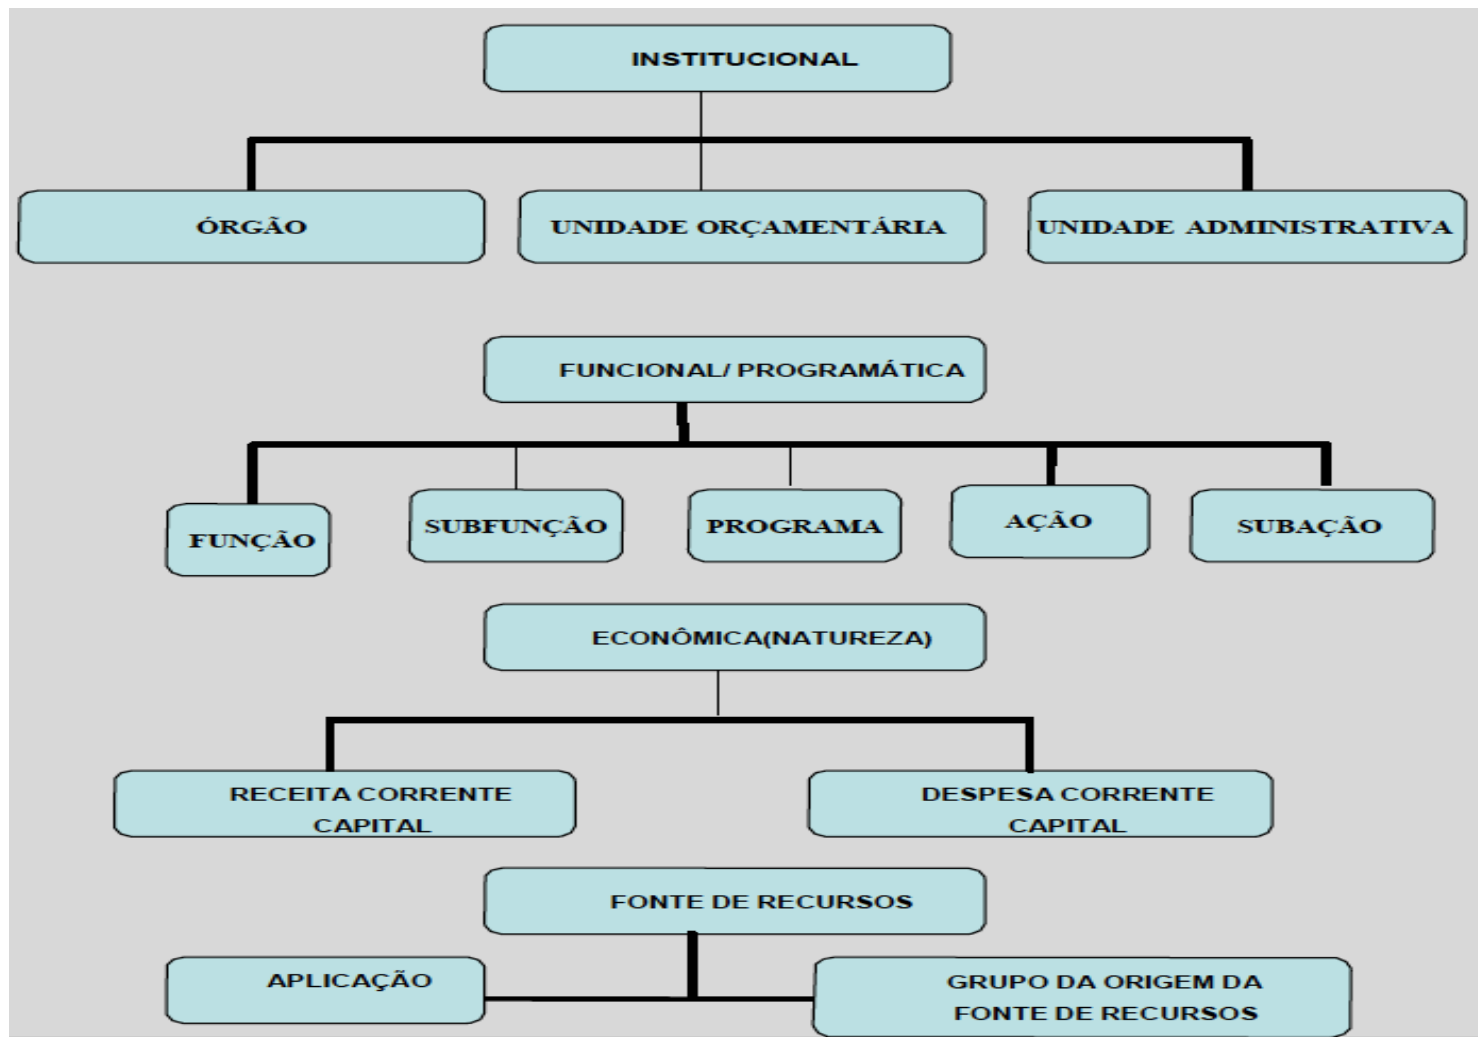 INSTITUCIONAL
ÓRGÃO
UNIDADE ORÇAMENTÁRIA
UNIDADE ADMINISTRATIVA
FUNCIONAL/ PROGRAMÁTICA
FUNÇÃO
SUBFUNÇÃO
PROGRAMA
AÇÃO
SUBAÇÃO
ECONÔMICA(NATUREZA)
RECEITA CORRENTE
CAPITAL
DESPESA CORRENTE
CAPITAL
FONTE DE RECURSOS
APLICAÇÃO
GRUPO DA ORIGEM DA
FONTE DE RECURSOS